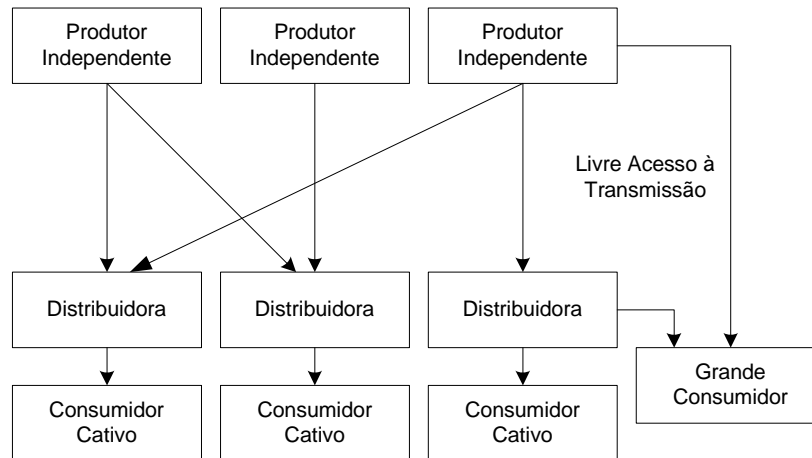 Produtor
Independente
Produtor
Independente
Produtor
Independente
Livre Acesso à
Transmissão
Distribuidora
Distribuidora
Distribuidora
Grande
Consumidor
Consumidor
Cativo
Consumidor
Cativo
Consumidor
Cativo